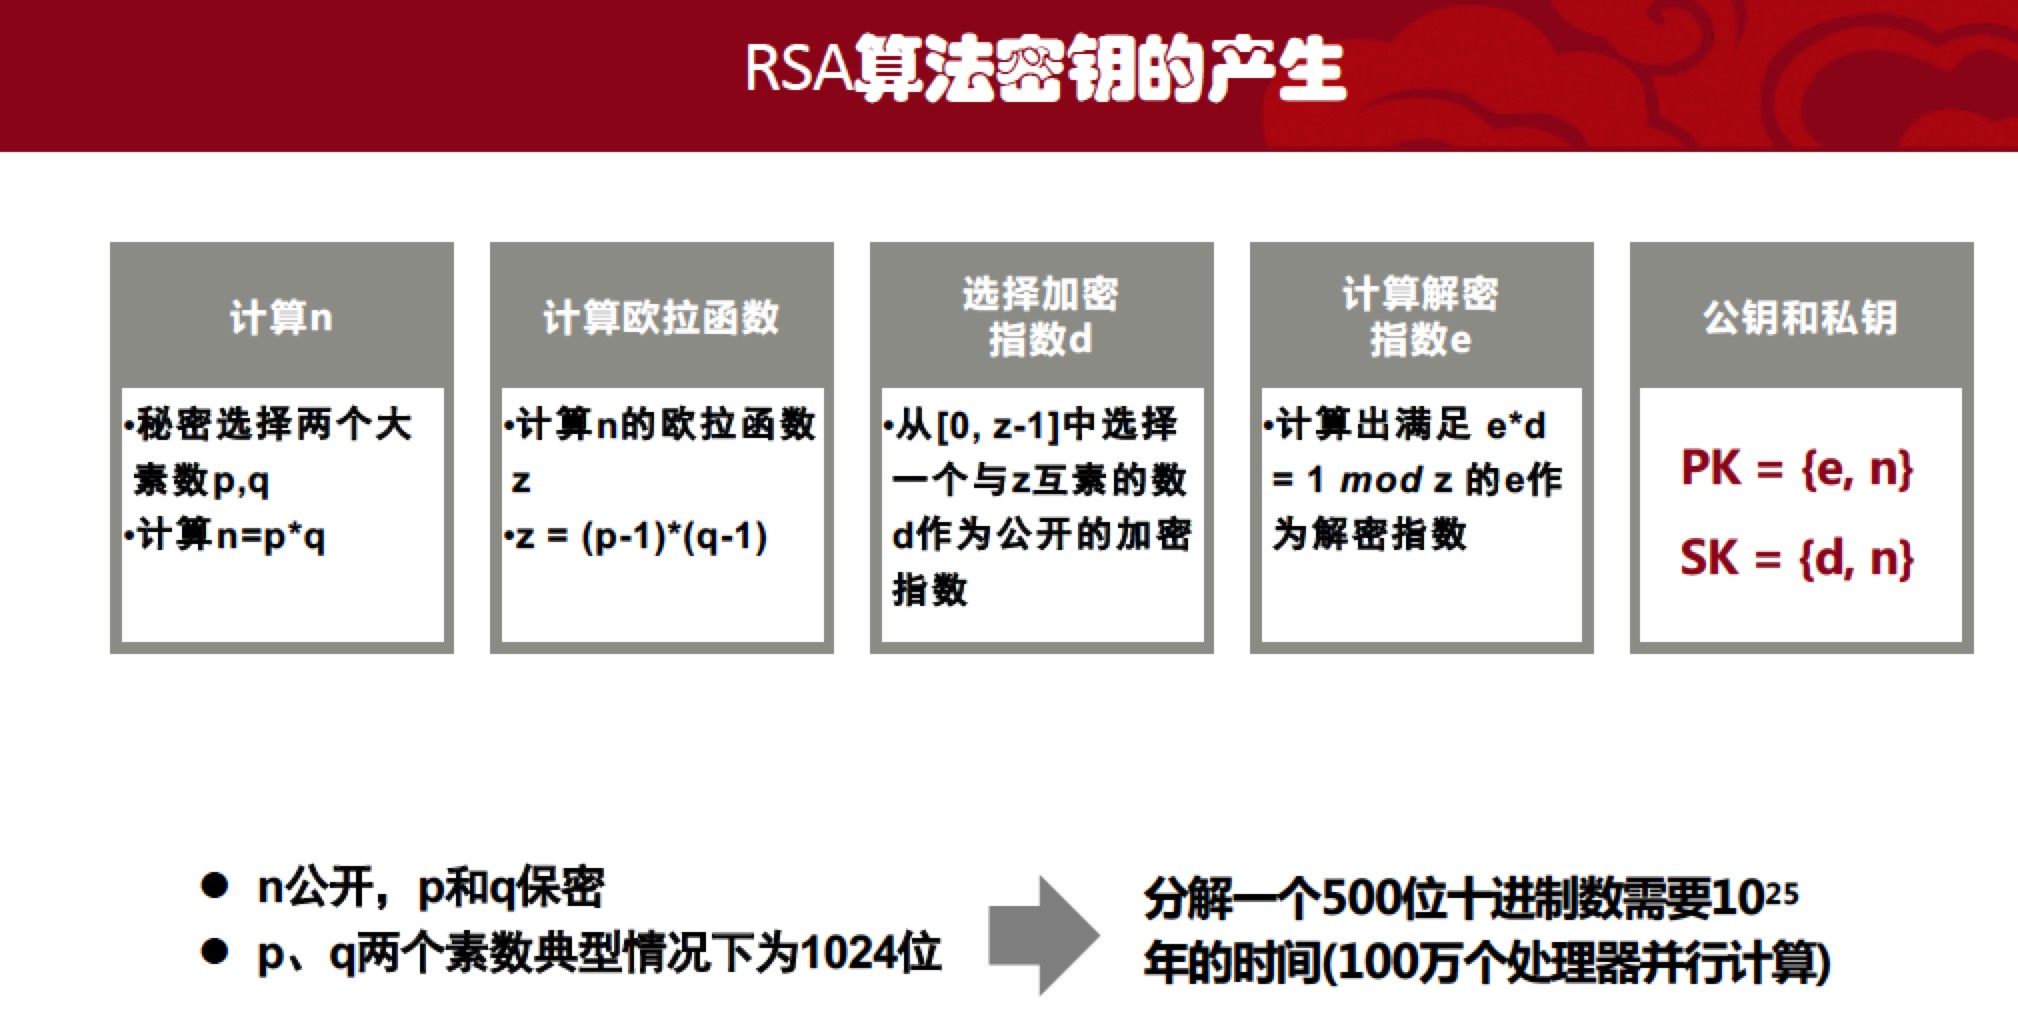 RSA算法密钥的产生
计算n
•秘密选择两个大
素数p,q
•计算n=p*q
计算欧拉函数
•计算n的欧拉函数
z
•z = (p-1)*(q-1)
选择加密
指数d
•从[0, z-1]中选择
一个与z互素的数
d作为公开的加密
指数
计算解密
指数e
•计算出满足 e*d
= 1 mod z 的e作
为解密指数
公钥和私钥
PK = {e, n}
SK = {d, n}
● n公开，p和q保密
● p、q两个素数典型情况下为1024位
分解一个500位十进制数需要10²⁵
年的时间(100万个处理器并行计算)